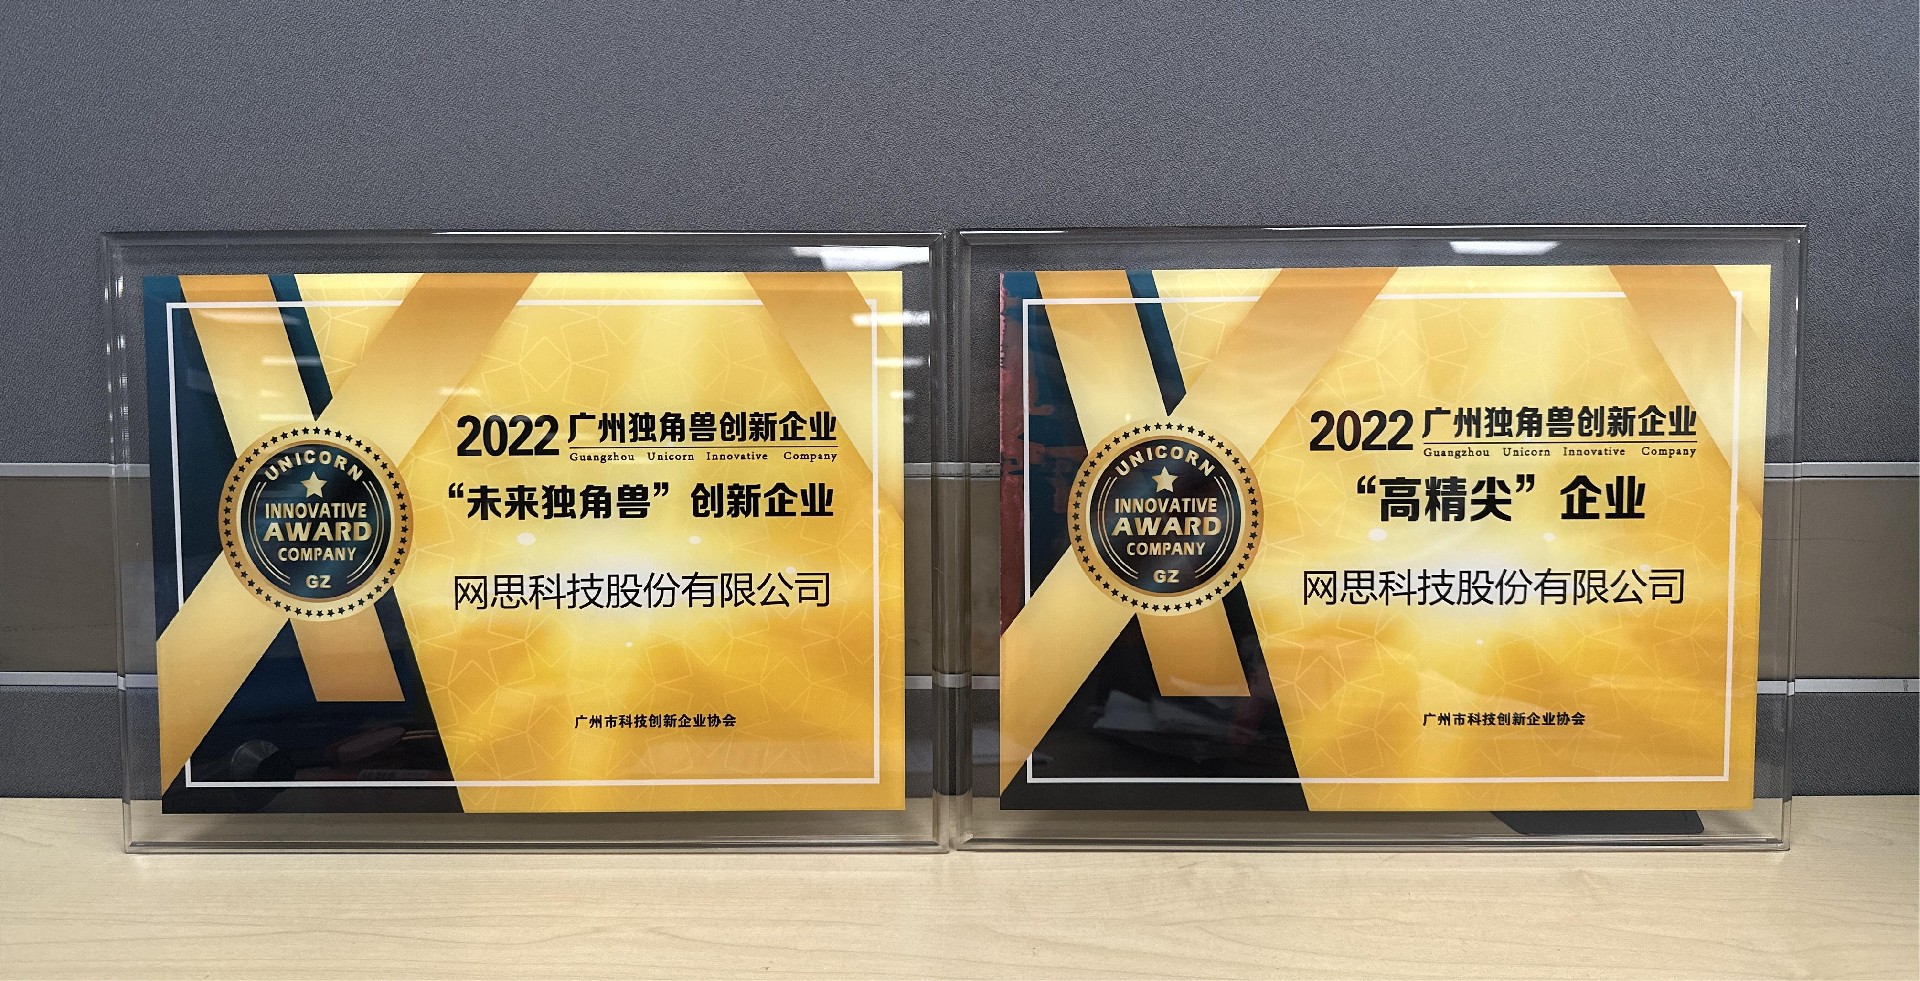 2022 广州独角兽创新企业
Guangzhou Unicorn Innovative Company
“未来独角兽”创新企业
网思科技股份有限公司
广州市科技创新企业协会
UNICORN
INNOVATIVE
AWARD
COMPANY
GZ
2022 广州独角兽创新企业
Guangzhou Unicorn Innovative Company
“高精尖”企业
网思科技股份有限公司
广州市科技创新企业协会
UNICORN
INNOVATIVE
AWARD
COMPANY
GZ